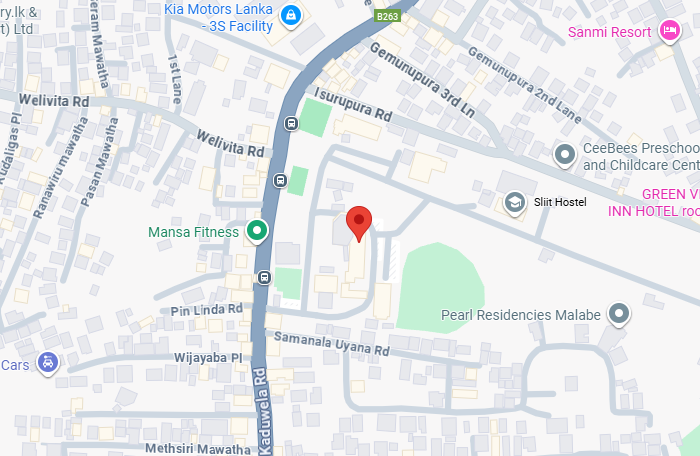 ry.lk &
t) Ltd
eram Mawatha
Kia Motors Lanka
- 3S Facility
B263
Sanmi Resort
1st Lane
Gemunupura 3rd Ln
Gemunupura 2nd Lane
Welivita Rd
Isurupura Rd
Welivita Rd
Kudaligas Pl
Ranawiru mawatha
Pasan Mawatha
CeeBees Preschoo
and Childcare Cent
GREEN VI
INN HOTEL roo
Sliit Hostel
Mansa Fitness
Pin Linda Rd
Pearl Residencies Malabe
Samanala Uyana Rd
Wijayaba Pl
Cars
Kaduwela Rd
Methsiri Mawatha